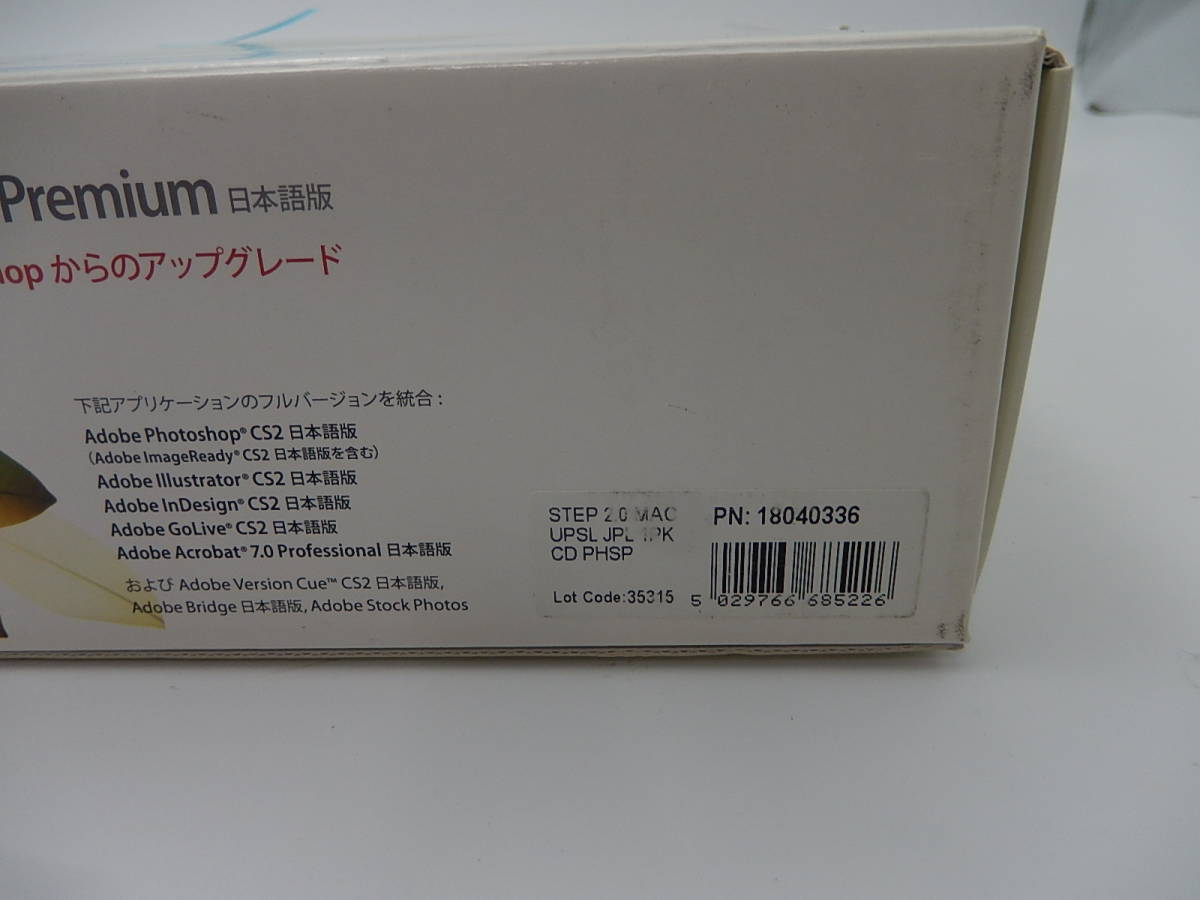 Premium 日本語版
hop からのアップグレード
下記アプリケーションのフルバージョンを統合：
Adobe Photoshop® CS2 日本語版
（Adobe ImageReady® CS2 日本語版を含む）
Adobe Illustrator® CS2 日本語版
Adobe InDesign® CS2 日本語版
Adobe GoLive® CS2 日本語版
Adobe Acrobat® 7.0 Professional 日本語版
および Adobe Version Cue™ CS2 日本語版,
Adobe Bridge 日本語版, Adobe Stock Photos
STEP 2.0 MAC
UPSL JPL 1PK
CD PHSP
PN: 18040336
Lot Code:35315
5 029766 685226